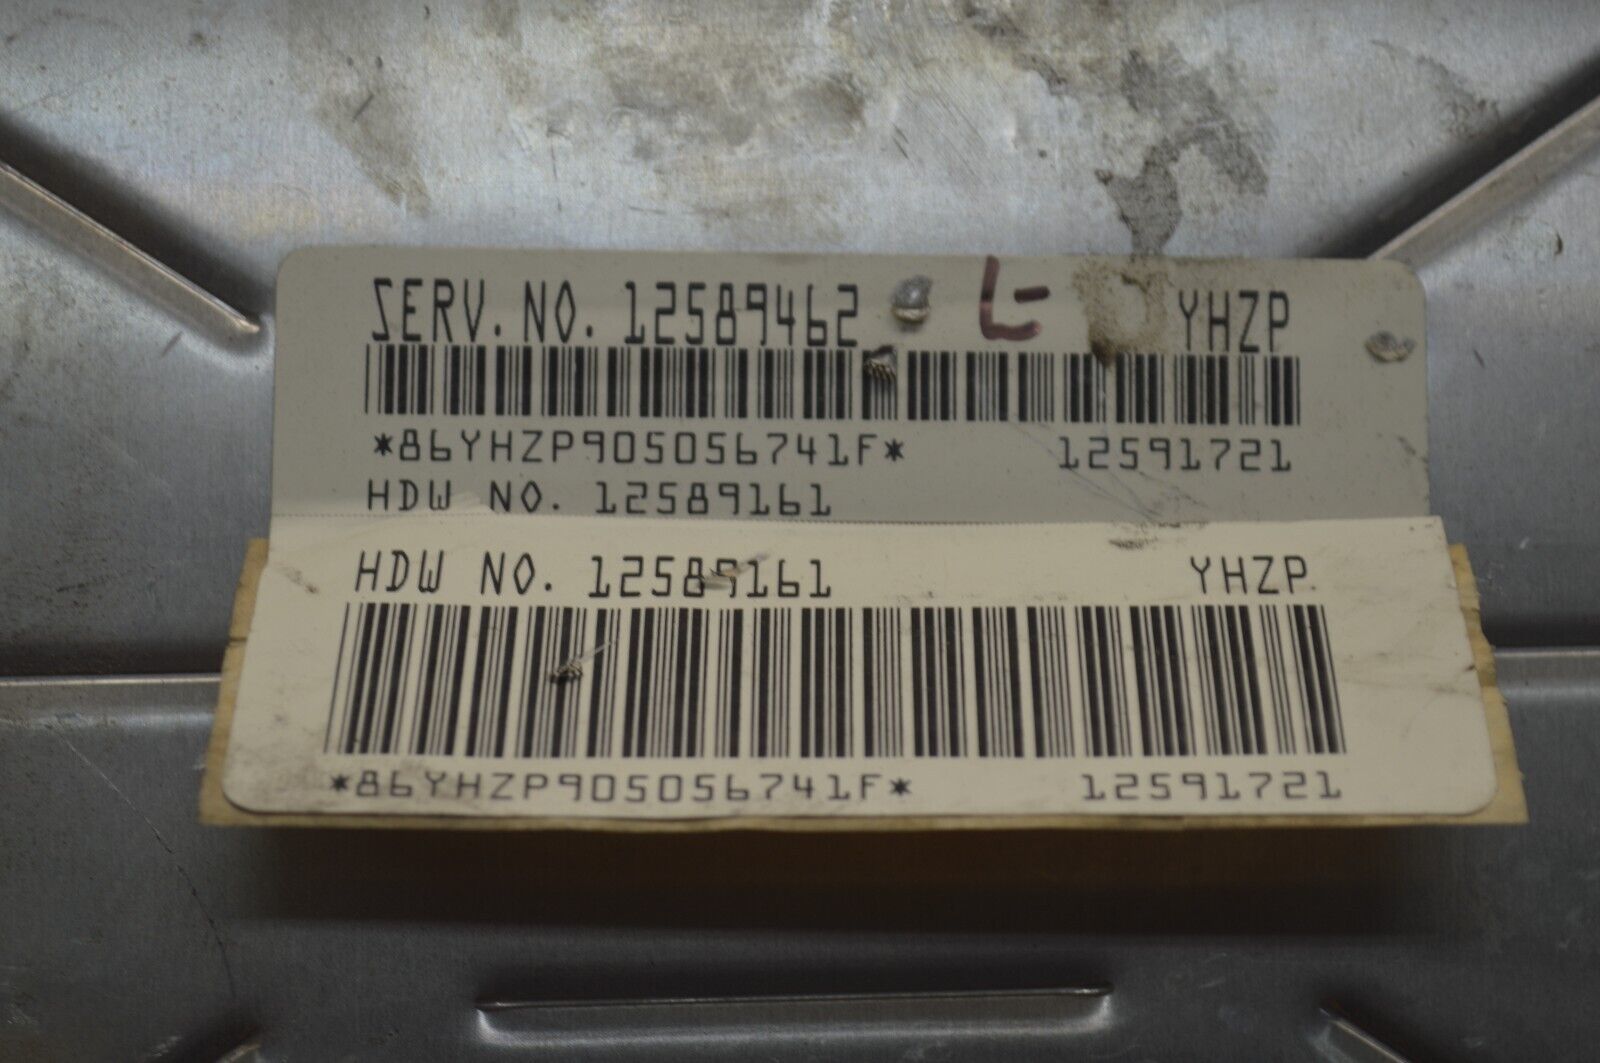 SERV. NO. 12589462 YHZP
*86YHZP905056741F* 12591721
HDW NO. 12589161
HDW NO. 12589161 YHZP
*86YHZP905056741F* 12591721